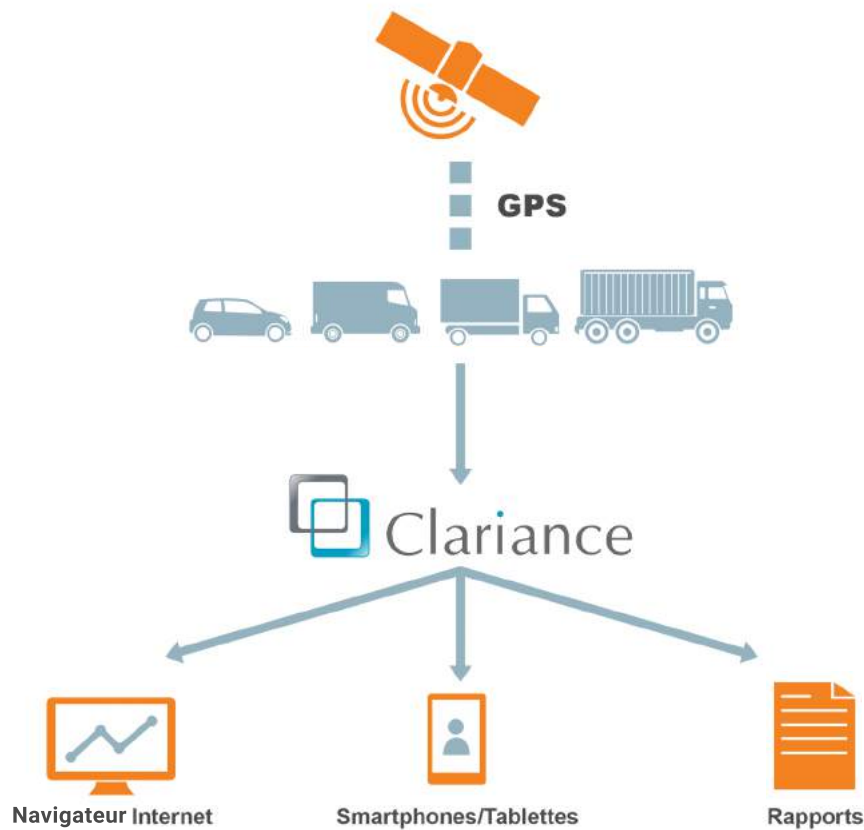 GPS
Clariance
Navigateur Internet
Smartphones/Tablettes
Rapports